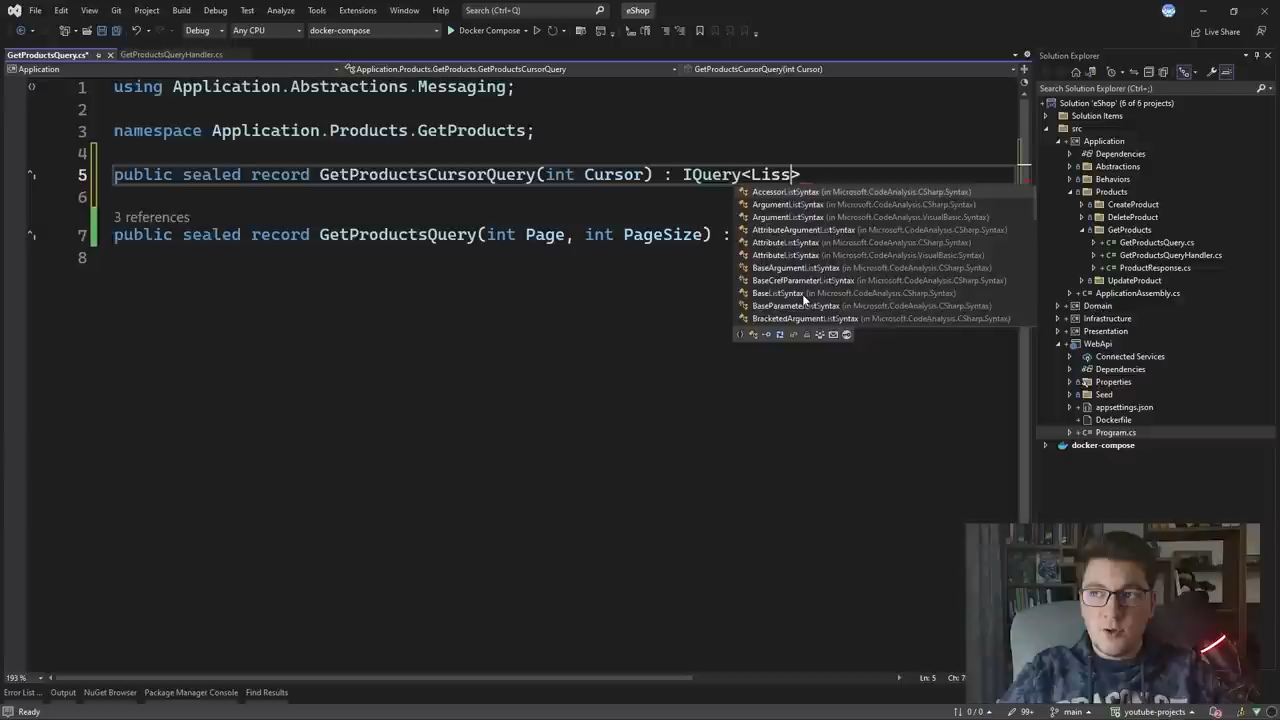 File Edit View Git Project Build Debug Test Analyze Tools Extensions Window Help Search (Ctrl+Q) eShop
Debug Any CPU docker-compose Docker Compose Live Share
GetProductsQuery.cs* GetProductsQueryHandler.cs
Application Application.Products.GetProducts.GetProductsCursorQuery GetProductsCursorQuery(int Cursor)
1 using Application.Abstractions.Messaging;
2
3 namespace Application.Products.GetProducts;
4
5 public sealed record GetProductsCursorQuery(int Cursor) : IQuery<Liss>
6
3 references
7 public sealed record GetProductsQuery(int Page, int PageSize) :
8
AccessorListSyntax (in Microsoft.CodeAnalysis.CSharp.Syntax)
ArgumentListSyntax (in Microsoft.CodeAnalysis.CSharp.Syntax)
ArgumentListSyntax (in Microsoft.CodeAnalysis.VisualBasic.Syntax)
AttributeArgumentListSyntax (in Microsoft.CodeAnalysis.CSharp.Syntax)
AttributeListSyntax (in Microsoft.CodeAnalysis.CSharp.Syntax)
AttributeListSyntax (in Microsoft.CodeAnalysis.VisualBasic.Syntax)
BaseArgumentListSyntax (in Microsoft.CodeAnalysis.CSharp.Syntax)
BaseCrefParameterListSyntax (in Microsoft.CodeAnalysis.CSharp.Syntax)
BaseListSyntax (in Microsoft.CodeAnalysis.CSharp.Syntax)
BaseParameterListSyntax (in Microsoft.CodeAnalysis.CSharp.Syntax)
BracketedArgumentListSyntax (in Microsoft.CodeAnalysis.CSharp.Syntax)
Solution Explorer
Search Solution Explorer (Ctrl+;)
Solution 'eShop' (6 of 6 projects)
Solution Items
src
Application
Dependencies
Abstractions
Behaviors
Products
CreateProduct
DeleteProduct
GetProducts
GetProductsQuery.cs
GetProductsQueryHandler.cs
ProductResponse.cs
UpdateProduct
ApplicationAssembly.cs
Domain
Infrastructure
Presentation
WebApi
Connected Services
Dependencies
Properties
Seed
appsettings.json
Dockerfile
Program.cs
docker-compose
193 % Ln: 5 Ch:
Error List ... Output NuGet Browser Package Manager Console Find Results
Ready 0 / 0 99+ main youtube-projects